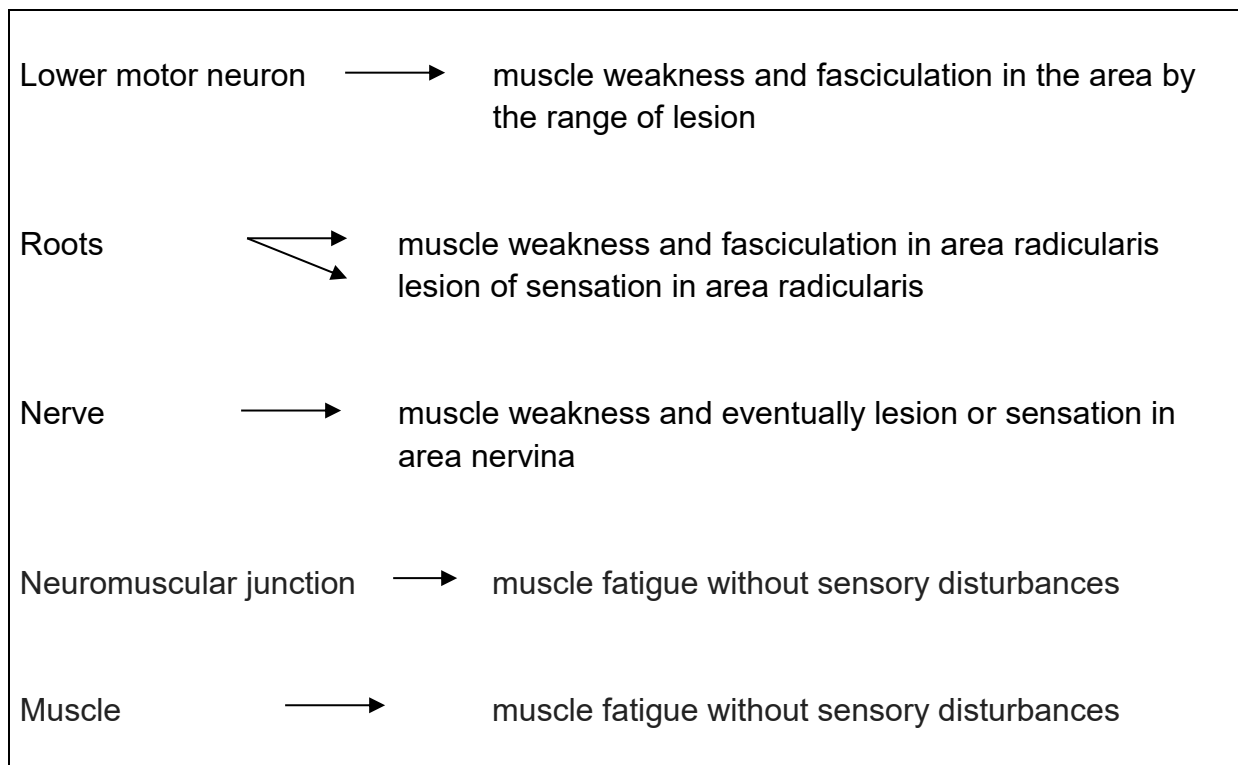 Lower motor neuron muscle weakness and fasciculation in the area by
the range of lesion
Roots muscle weakness and fasciculation in area radicularis
lesion of sensation in area radicularis
Nerve muscle weakness and eventually lesion or sensation in
area nervina
Neuromuscular junction muscle fatigue without sensory disturbances
Muscle muscle fatigue without sensory disturbances